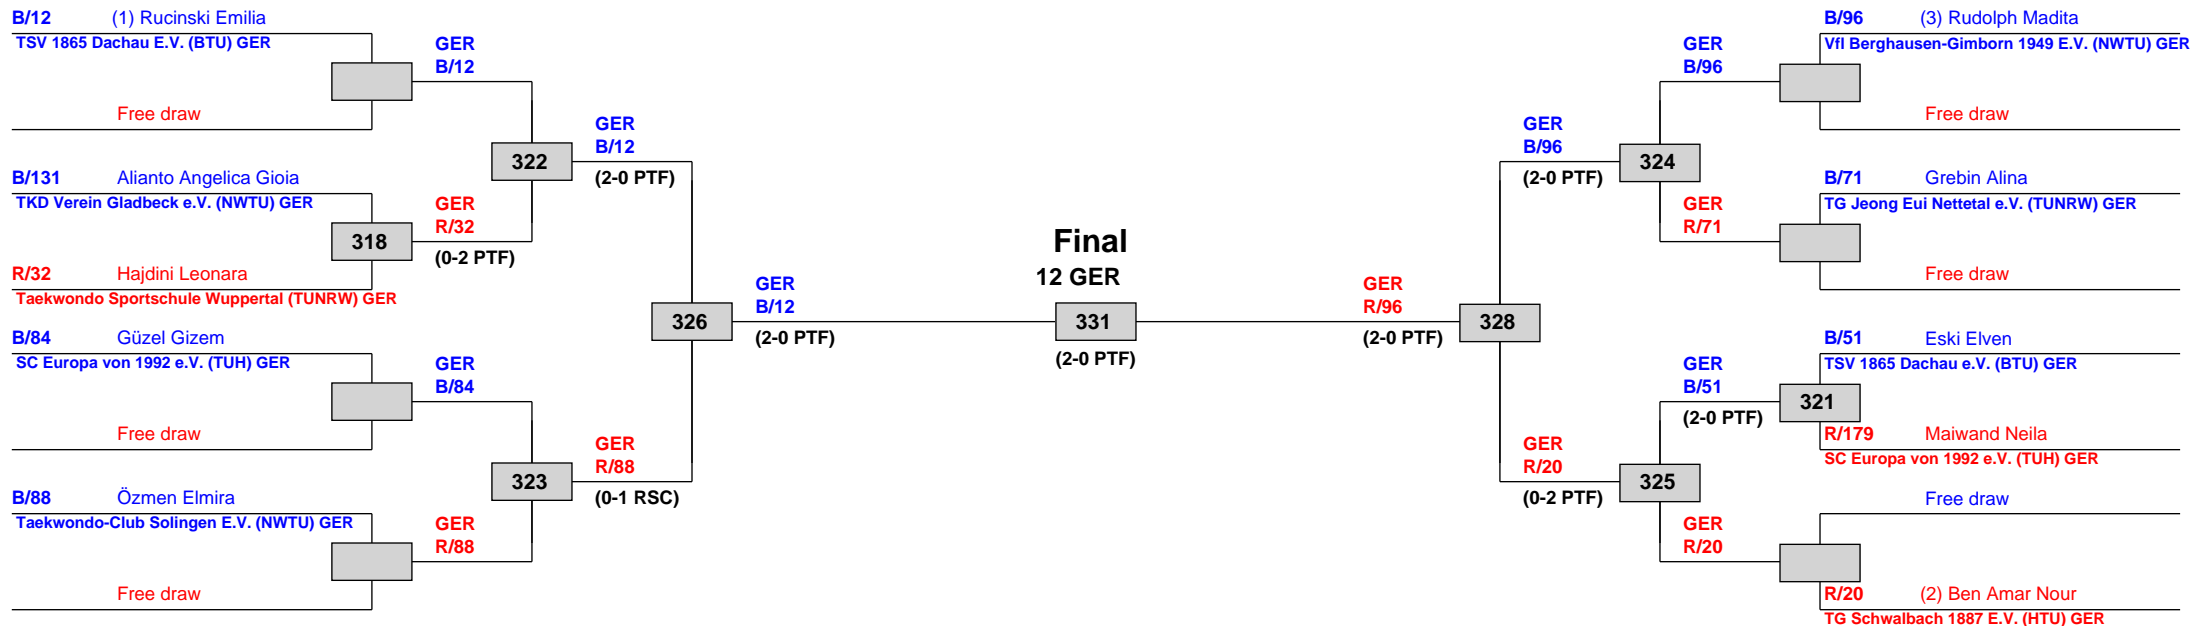 B/12 (1) Rucinski Emilia
TSV 1865 Dachau E.V. (BTU) GER
Free draw
GER
B/12
B/131 Alianto Angelica Gioia
TKD Verein Gladbeck e.V. (NWTU) GER
318
R/32 Hajdini Leonara
Taekwondo Sportschule Wuppertal (TUNRW) GER
GER
R/32
(0-2 PTF)
322
GER
B/12
(2-0 PTF)
B/84 Güzel Gizem
SC Europa von 1992 e.V. (TUH) GER
Free draw
GER
B/84
B/88 Özmen Elmira
Taekwondo-Club Solingen E.V. (NWTU) GER
Free draw
GER
R/88
323
GER
R/88
(0-1 RSC)
326
GER
B/12
(2-0 PTF)
Final
12 GER
331
(2-0 PTF)
GER
R/96
(2-0 PTF)
328
GER
B/96
(2-0 PTF)
324
GER
B/96
B/96 (3) Rudolph Madita
Vfl Berghausen-Gimborn 1949 E.V. (NWTU) GER
Free draw
GER
R/71
B/71 Grebin Alina
TG Jeong Eui Nettetal e.V. (TUNRW) GER
Free draw
GER
R/20
(0-2 PTF)
325
GER
B/51
(2-0 PTF)
321
B/51 Eski Elven
TSV 1865 Dachau e.V. (BTU) GER
R/179 Maiwand Neila
SC Europa von 1992 e.V. (TUH) GER
GER
R/20
Free draw
R/20 (2) Ben Amar Nour
TG Schwalbach 1887 E.V. (HTU) GER